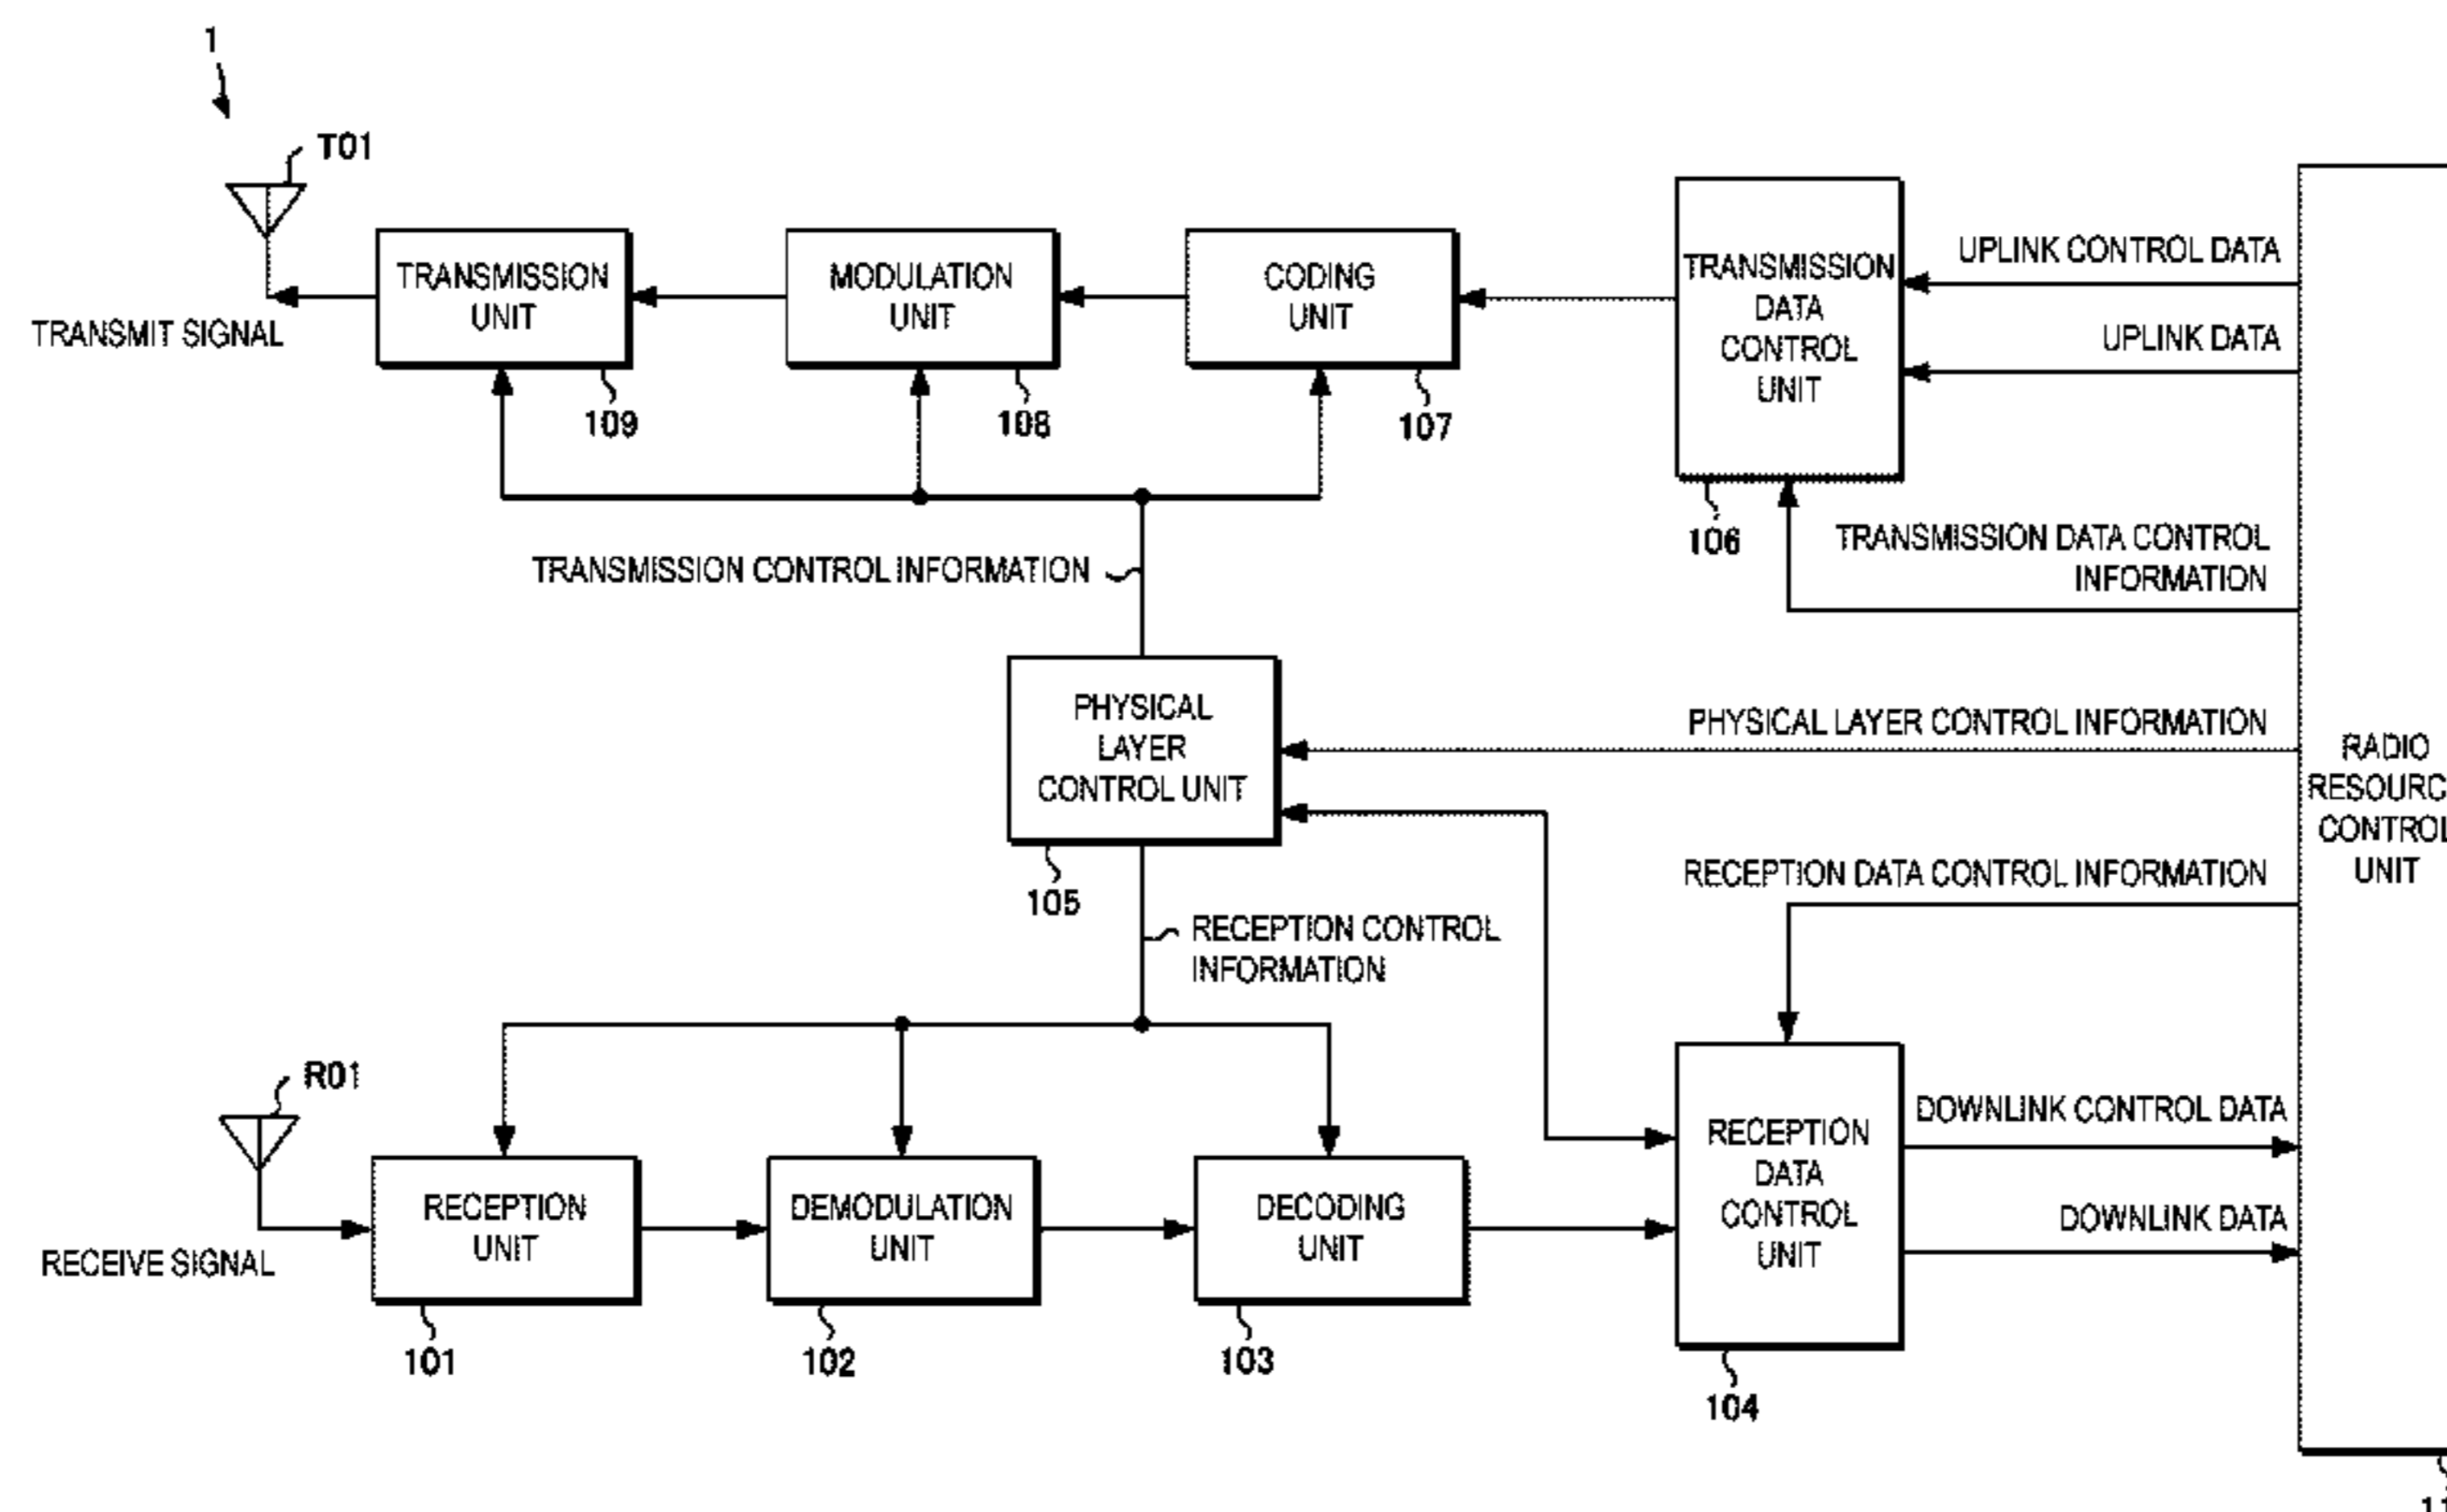 1
T01
TRANSMIT SIGNAL
TRANSMISSION
UNIT
109
MODULATION
UNIT
108
CODING
UNIT
107
TRANSMISSION
DATA
CONTROL
UNIT
106
UPLINK CONTROL DATA
UPLINK DATA
TRANSMISSION DATA CONTROL
INFORMATION
TRANSMISSION CONTROL INFORMATION
PHYSICAL
LAYER
CONTROL UNIT
105
PHYSICAL LAYER CONTROL INFORMATION
RADIO
RESOURC
CONTROL
UNIT
RECEPTION DATA CONTROL INFORMATION
RECEPTION CONTROL
INFORMATION
R01
RECEIVE SIGNAL
RECEPTION
UNIT
101
DEMODULATION
UNIT
102
DECODING
UNIT
103
RECEPTION
DATA
CONTROL
UNIT
104
DOWNLINK CONTROL DATA
DOWNLINK DATA